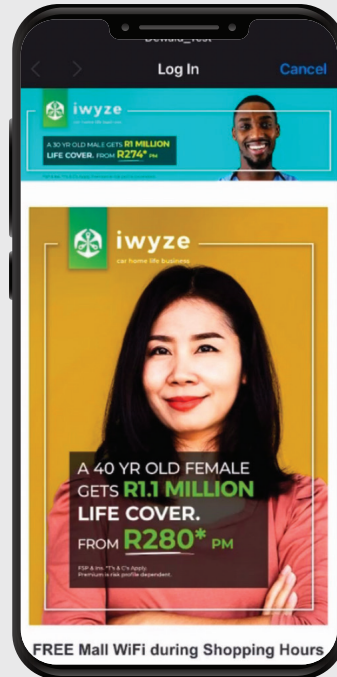 Dewald_Test
Log In
Cancel
iwyze
car home life business
A 30 YR OLD MALE GETS R1 MILLION
LIFE COVER. FROM R274* PM
iwyze
car home life business
A 40 YR OLD FEMALE
GETS R1.1 MILLION
LIFE COVER.
FROM R280* PM
FSP & Ins. *T's & C's Apply.
Premium is risk profile dependent.
FREE Mall WiFi during Shopping Hours